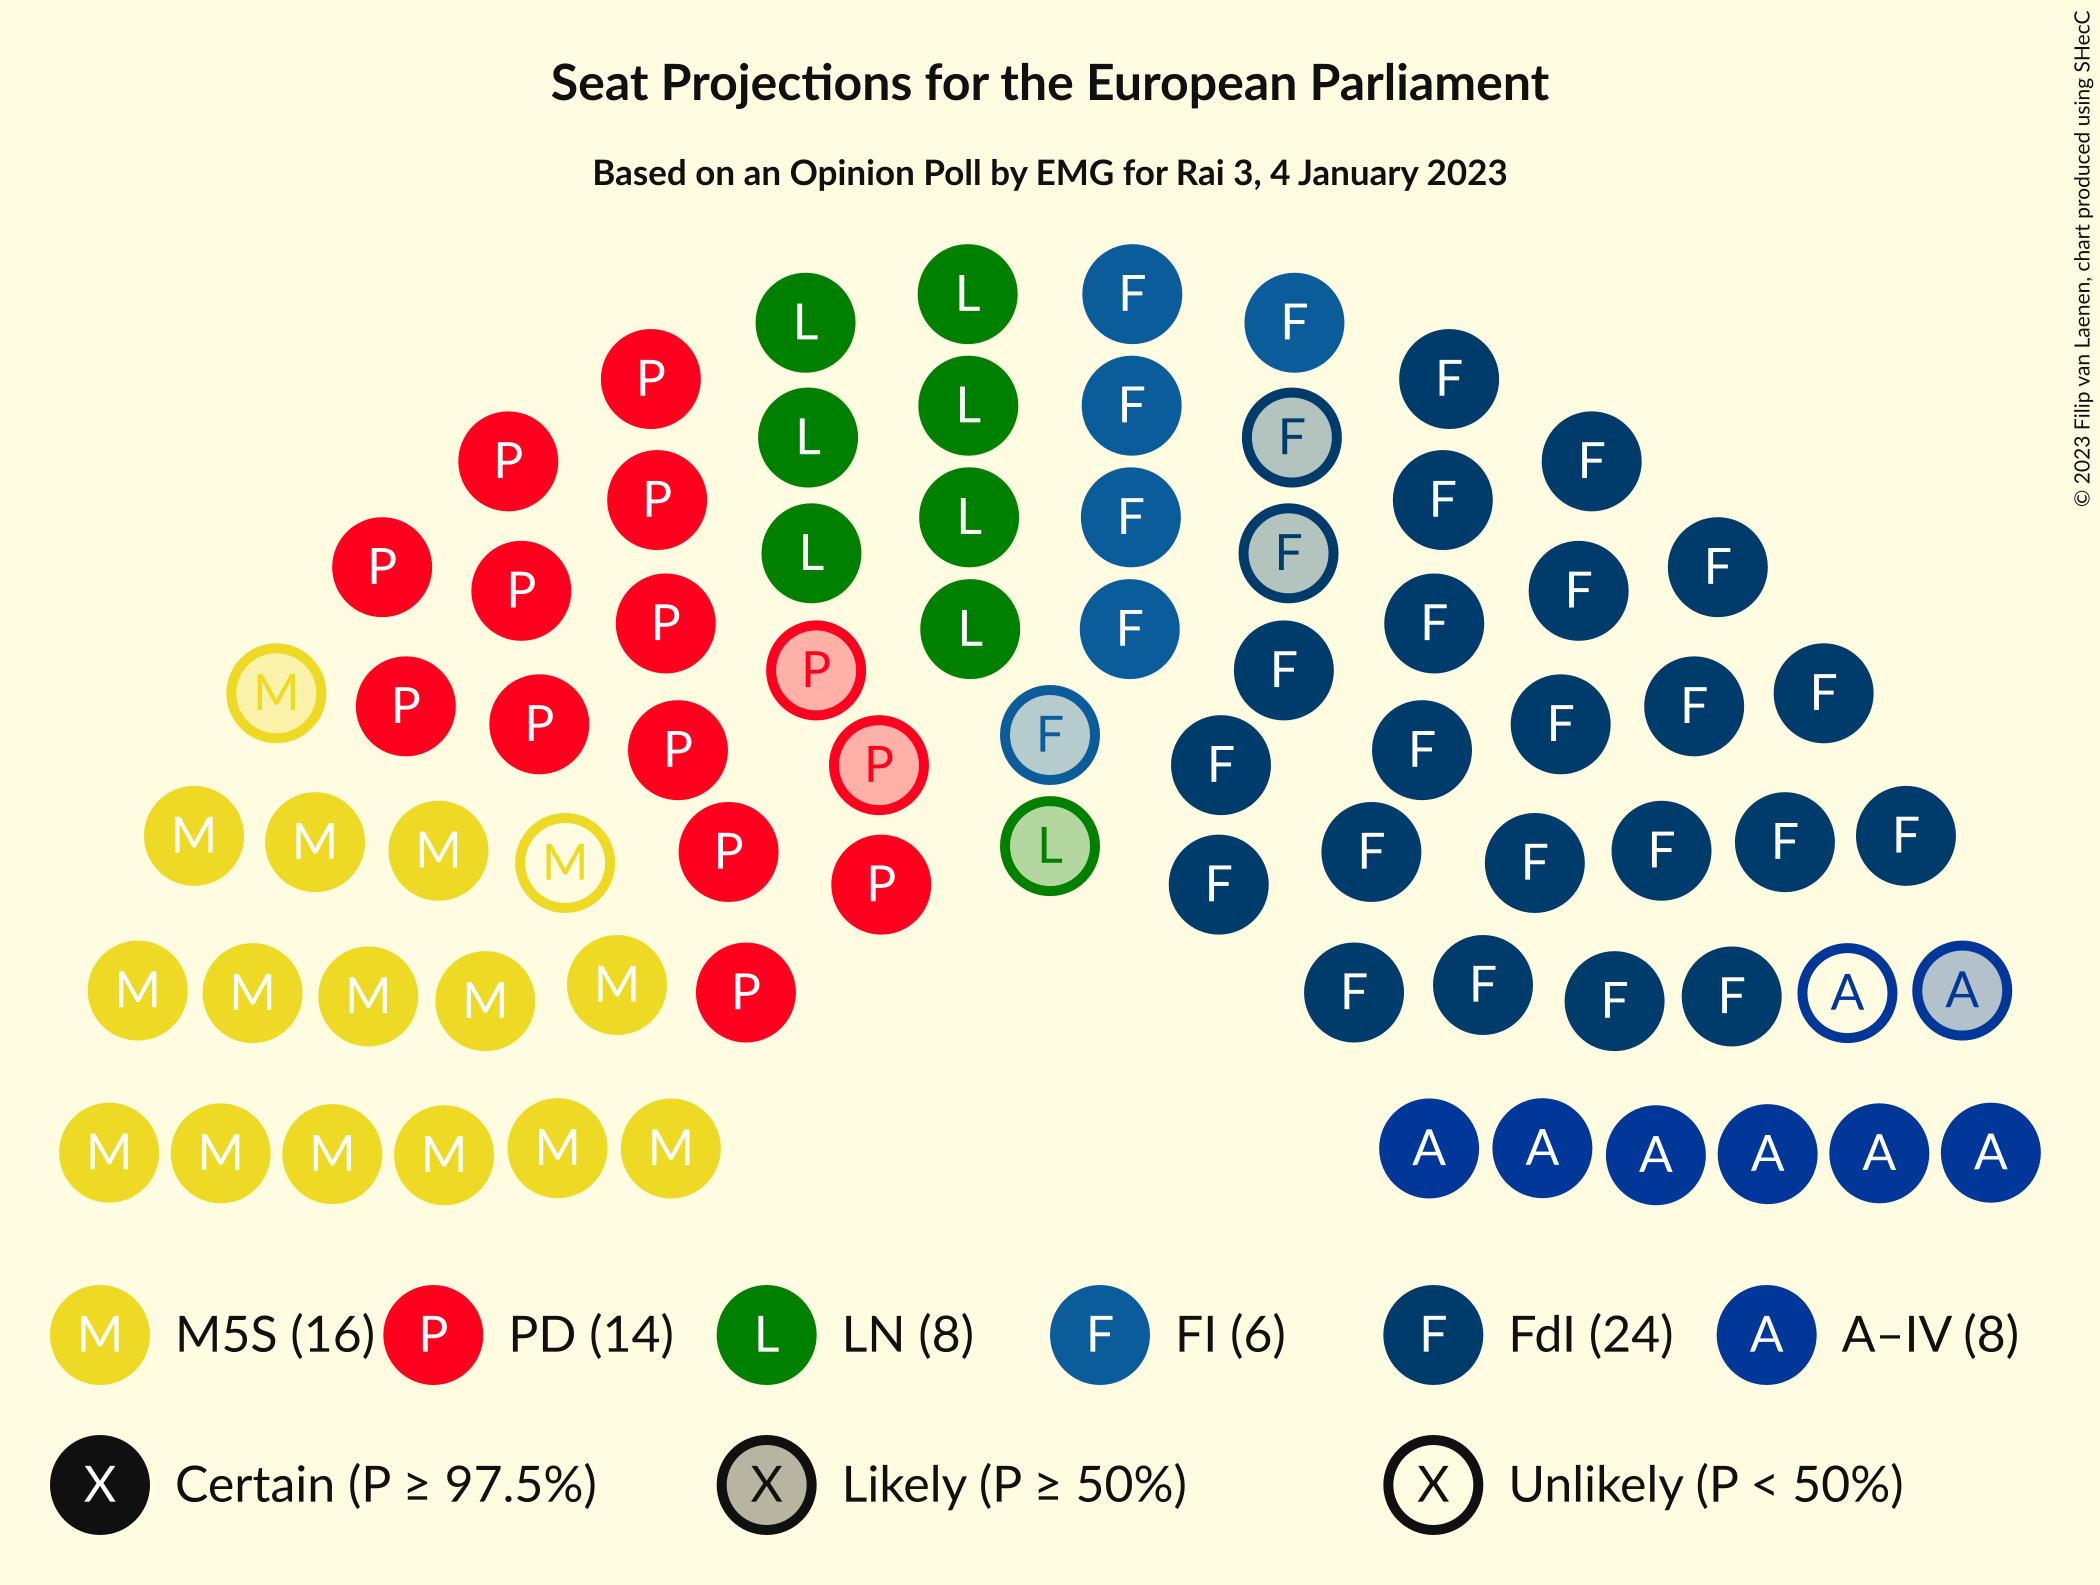 Seat Projections for the European Parliament
Based on an Opinion Poll by EMG for Rai 3, 4 January 2023
© 2023 Filip van Laenen, chart produced using SHecC
L L F F
P L L F F F
P P L L F F F F
P P P P L F F F F F F
M P P P P F F F F F F
M M M M P P L F F F F F F
M M M M M P F F F F A A
M M M M M M A A A A A A
M M5S (16) P PD (14) L LN (8) F FI (6) F FdI (24) A A–IV (8)
X Certain (P ≥ 97.5%) X Likely (P ≥ 50%) X Unlikely (P < 50%)